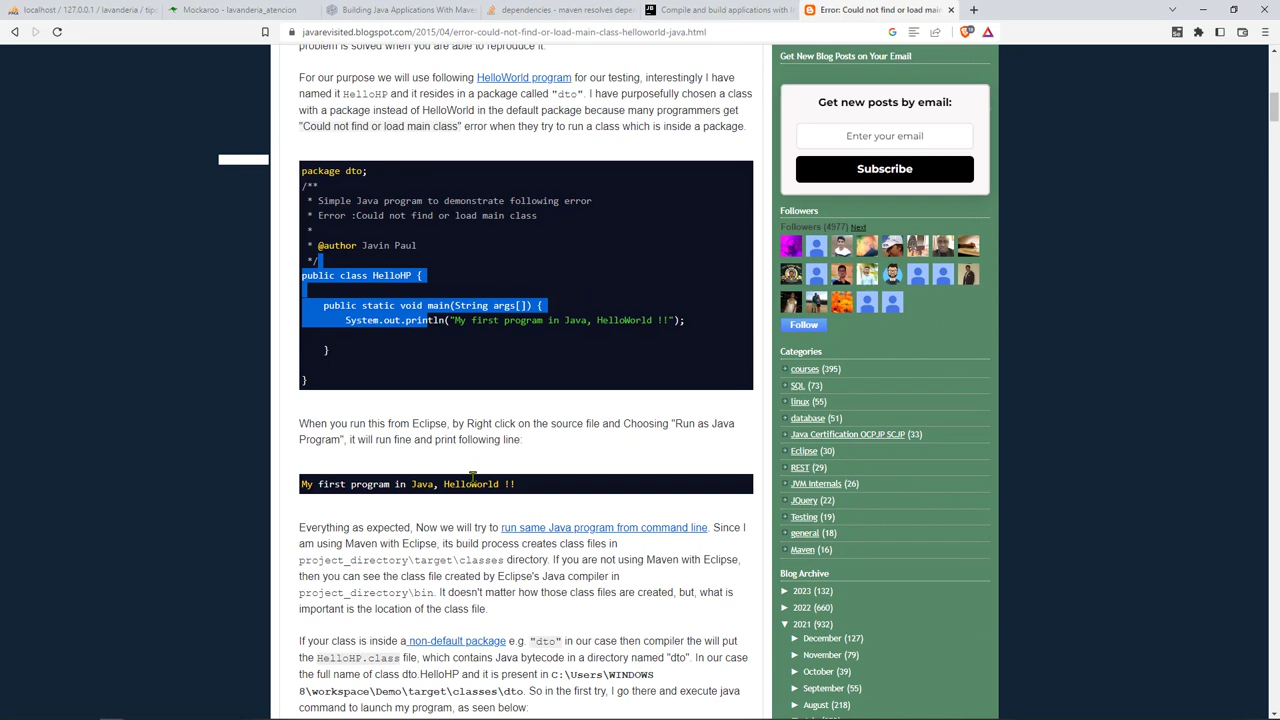 localhost / 127.0.0.1 / lavanderia / tip
Mockaroo - lavanderia_atencion
Building Java Applications With Mave
dependencies - maven resolves depe
Compile and build applications with I
Error: Could not find or load main
javarevisited.blogspot.com/2015/04/error-could-not-find-or-load-main-class-helloworld-java.html
problem is solved when you are able to reproduce it.
For our purpose we will use following HelloWorld program for our testing, interestingly I have
named it HelloHP and it resides in a package called "dto". I have purposefully chosen a class
with a package instead of HelloWorld in the default package because many programmers get
"Could not find or load main class" error when they try to run a class which is inside a package.
package dto;
/**
* Simple Java program to demonstrate following error
* Error :Could not find or load main class
*
* @author Javin Paul
*/
public class HelloHP {
public static void main(String args[]) {
System.out.println("My first program in Java, HelloWorld !!");
}
}
When you run this from Eclipse, by Right click on the source file and Choosing "Run as Java
Program", it will run fine and print following line:
My first program in Java, HelloWorld !!
Everything as expected, Now we will try to run same Java program from command line. Since I
am using Maven with Eclipse, its build process creates class files in
project_directory\target\classes directory. If you are not using Maven with Eclipse,
then you can see the class file created by Eclipse's Java compiler in
project_directory\bin. It doesn't matter how those class files are created, but, what is
important is the location of the class file.
If your class is inside a non-default package e.g. "dto" in our case then compiler the will put
the HelloHP.class file, which contains Java bytecode in a directory named "dto". In our case
the full name of class dto.HelloHP and it is present in C:\Users\WINDOWS
8\workspace\Demo\target\classes\dto. So in the first try, I go there and execute java
command to launch my program, as seen below:
Get New Blog Posts on Your Email
Get new posts by email:
Enter your email
Subscribe
Followers
Followers (4977) Next
Follow
Categories
courses (395)
SQL (73)
linux (55)
database (51)
Java Certification OCPJP SCJP (33)
Eclipse (30)
REST (29)
JVM Internals (26)
JQuery (22)
Testing (19)
general (18)
Maven (16)
Blog Archive
► 2023 (132)
► 2022 (660)
▼ 2021 (932)
► December (127)
► November (79)
► October (39)
► September (55)
► August (218)